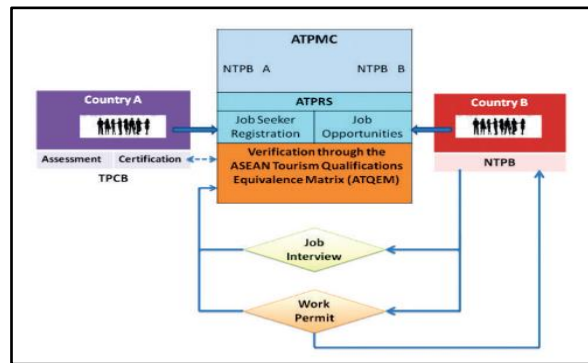 ATPMC
NTPB A
NTPB B
ATPRS
Country A
Country B
Job Seeker
Registration
Job
Opportunities
Assessment
Certification
TPCB
Verification through the
ASEAN Tourism Qualifications
Equivalence Matrix (ATQEM)
NTPB
Job
Interview
Work
Permit